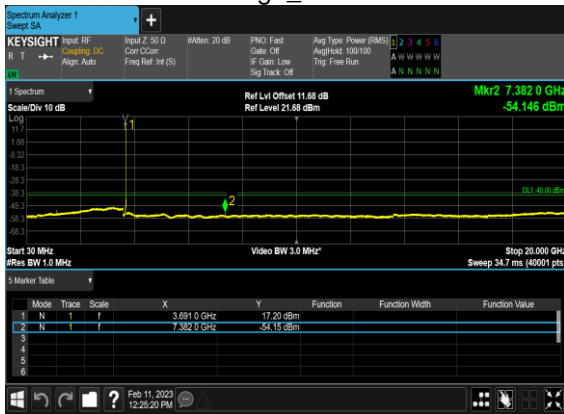 Spectrum Analyzer 1
Swept SA
+
KEYSIGHT Input: RF Input Z: 50 Ω #Atten: 20 dB PNO: Fast Avg Type: Power (RMS) 1 2 3 4 5 6
R T Coupling: DC Corr CCorr Gate: Off Avg|Hold: 100/100 A W W W W W
Align: Auto Freq Ref: Int (S) IF Gain: Low Trig: Free Run
Sig Track: Off A N N N N N
1 Spectrum Ref Lvl Offset 11.68 dB Mkr2 7.382 0 GHz
Scale/Div 10 dB Ref Level 21.68 dBm -54.146 dBm
Log
11.7
1
1.68
-8.32
-18.3
-28.3
-38.3 DL1 -40.00 dBm
2
-48.3
-58.3
-68.3
Start 30 MHz Video BW 3.0 MHz* Stop 20.000 GHz
#Res BW 1.0 MHz Sweep 34.7 ms (40001 pts)
5 Marker Table
Mode Trace Scale X Y Function Function Width Function Value
1 N 1 f 3.691 0 GHz 17.20 dBm
2 N 1 f 7.382 0 GHz -54.15 dBm
3
4
5
6
? Feb 11, 2023
12:25:20 PM